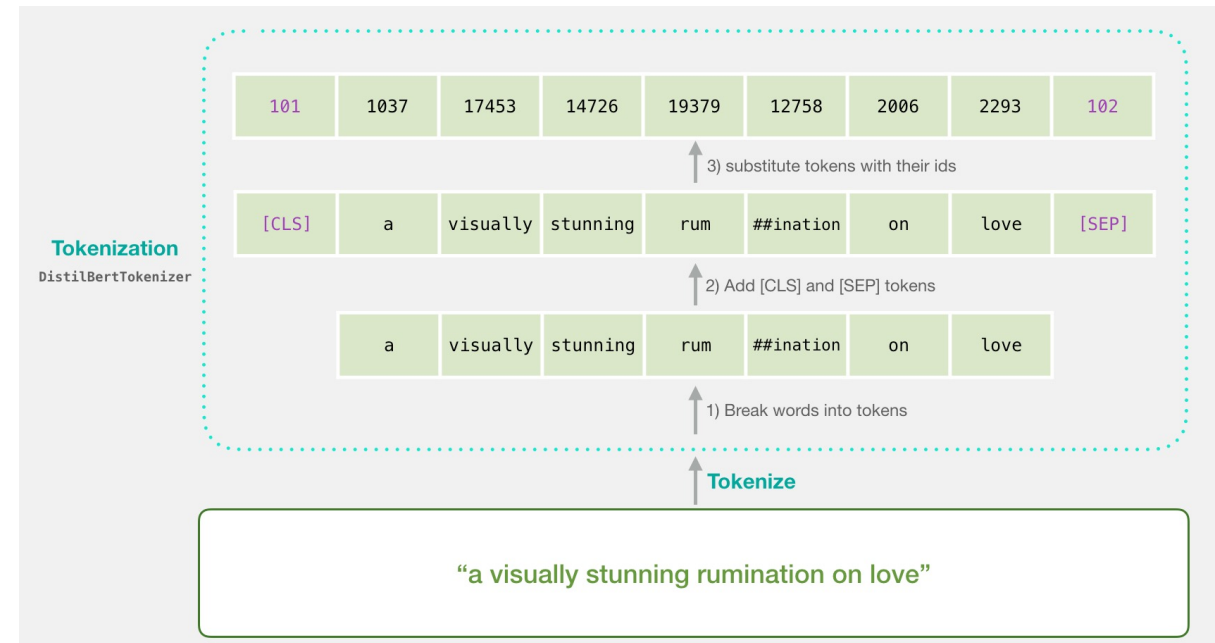 101 1037 17453 14726 19379 12758 2006 2293 102
3) substitute tokens with their ids
[CLS] a visually stunning rum ##ination on love [SEP]
Tokenization
DistilBertTokenizer
2) Add [CLS] and [SEP] tokens
a visually stunning rum ##ination on love
1) Break words into tokens
Tokenize
“a visually stunning rumination on love”